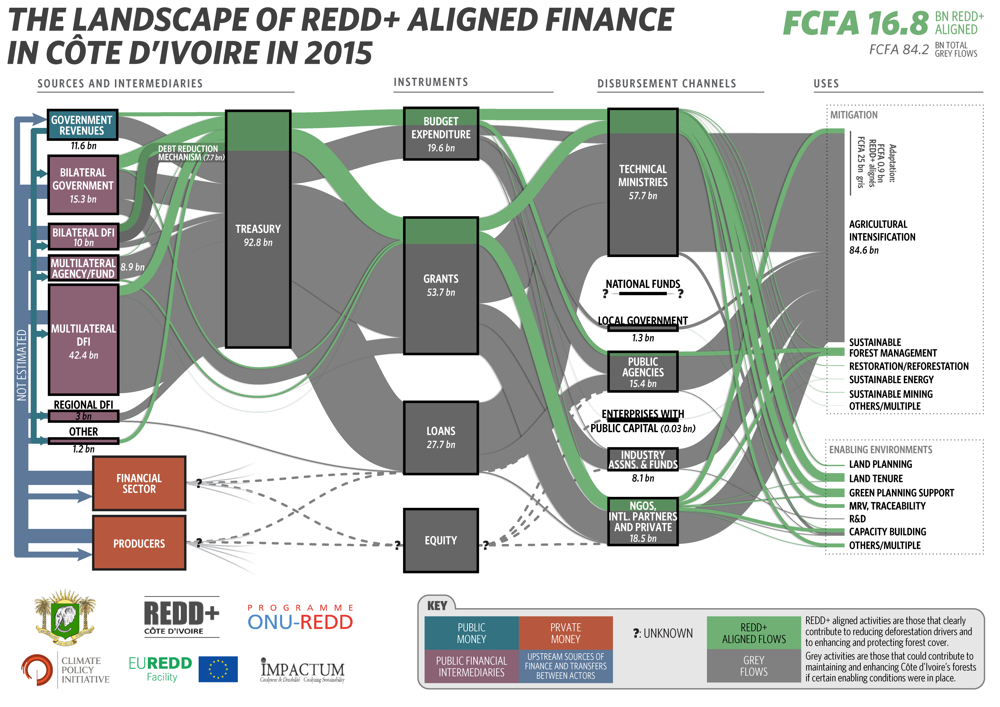 THE LANDSCAPE OF REDD+ ALIGNED FINANCE
IN CÔTE D'IVOIRE IN 2015
FCFA 16.8 BN REDD+
ALIGNED
FCFA 84.2 BN TOTAL
GREY FLOWS
SOURCES AND INTERMEDIARIES
INSTRUMENTS
DISBURSEMENT CHANNELS
USES
GOVERNMENT
REVENUES
11.6 bn
BILATERAL
GOVERNMENT
15.3 bn
BILATERAL DFI
10 bn
MULTILATERAL
AGENCY/FUND
8.9 bn
MULTILATERAL
DFI
42.4 bn
REGIONAL DFI
3 bn
OTHER
1.2 bn
FINANCIAL
SECTOR
?
PRODUCERS
?
NOT ESTIMATED
DEBT REDUCTION
MECHANISM (7.7 bn)
TREASURY
92.8 bn
BUDGET
EXPENDITURE
19.6 bn
GRANTS
53.7 bn
LOANS
27.7 bn
? EQUITY ?
TECHNICAL
MINISTRIES
57.7 bn
NATIONAL FUNDS
? ?
LOCAL GOVERNMENT
1.3 bn
PUBLIC
AGENCIES
15.4 bn
ENTERPRISES WITH
PUBLIC CAPITAL (0.03 bn)
INDUSTRY
ASSNS. & FUNDS
8.1 bn
NGOS,
INTL. PARTNERS
AND PRIVATE
18.5 bn
MITIGATION
Adaptation:
FCFA 0.9 bn
REDD+ alignés
FCFA 25 bn gris
AGRICULTURAL
INTENSIFICATION
84.6 bn
SUSTAINABLE
FOREST MANAGEMENT
RESTORATION/REFORESTATION
SUSTAINABLE ENERGY
SUSTAINABLE MINING
OTHERS/MULTIPLE
ENABLING ENVIRONMENTS
LAND PLANNING
LAND TENURE
GREEN PLANNING SUPPORT
MRV, TRACEABILITY
R&D
CAPACITY BUILDING
OTHERS/MULTIPLE
REDD+
CÔTE D'IVOIRE
PROGRAMME
ONU-REDD
CLIMATE
POLICY
INITIATIVE
EU REDD
Facility
IMPACTUM
Catalyseur de Durabilité Catalyzing Sustainability
KEY
PUBLIC
MONEY
PRVATE
MONEY
PUBLIC FINANCIAL
INTERMEDIARIES
UPSTREAM SOURCES OF
FINANCE AND TRANSFERS
BETWEEN ACTORS
?: UNKNOWN
REDD+
ALIGNED FLOWS
GREY
FLOWS
REDD+ aligned activities are those that clearly
contribute to reducing deforestation drivers and
to enhancing and protecting forest cover.
Grey activities are those that could contribute to
maintaining and enhancing Côte d'Ivoire's forests
if certain enabling conditions were in place.